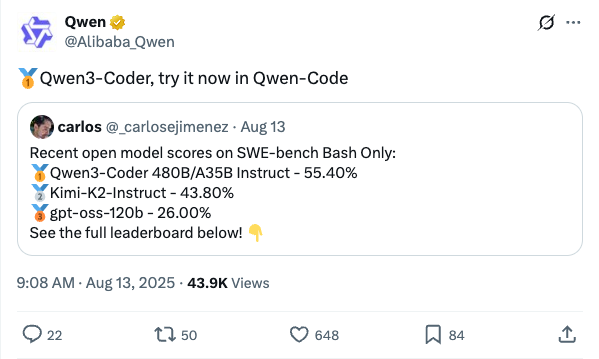 Qwen
@Alibaba_Qwen
🥇Qwen3-Coder, try it now in Qwen-Code
carlos @_carlosejimenez · Aug 13
Recent open model scores on SWE-bench Bash Only:
🥇Qwen3-Coder 480B/A35B Instruct - 55.40%
🥈Kimi-K2-Instruct - 43.80%
🥉gpt-oss-120b - 26.00%
See the full leaderboard below! 👇
9:08 AM · Aug 13, 2025 · 43.9K Views
22 50 648 84